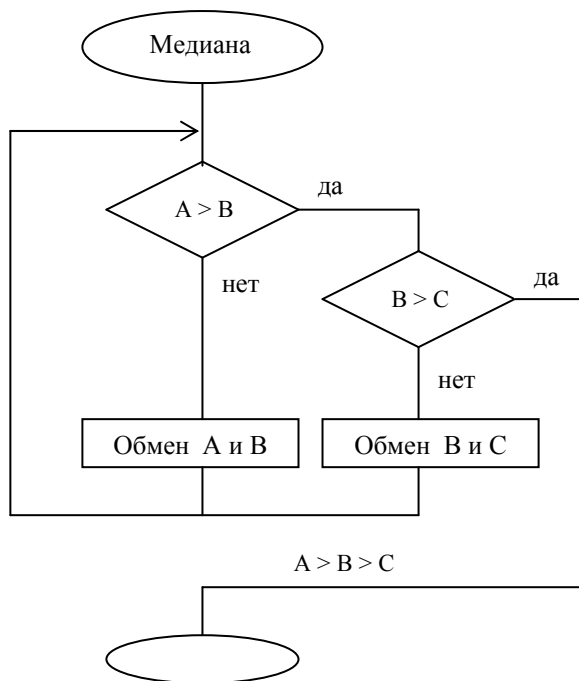 Медиана
да
A > B
нет
да
B > C
нет
Обмен A и B
Обмен B и C
A > B > C